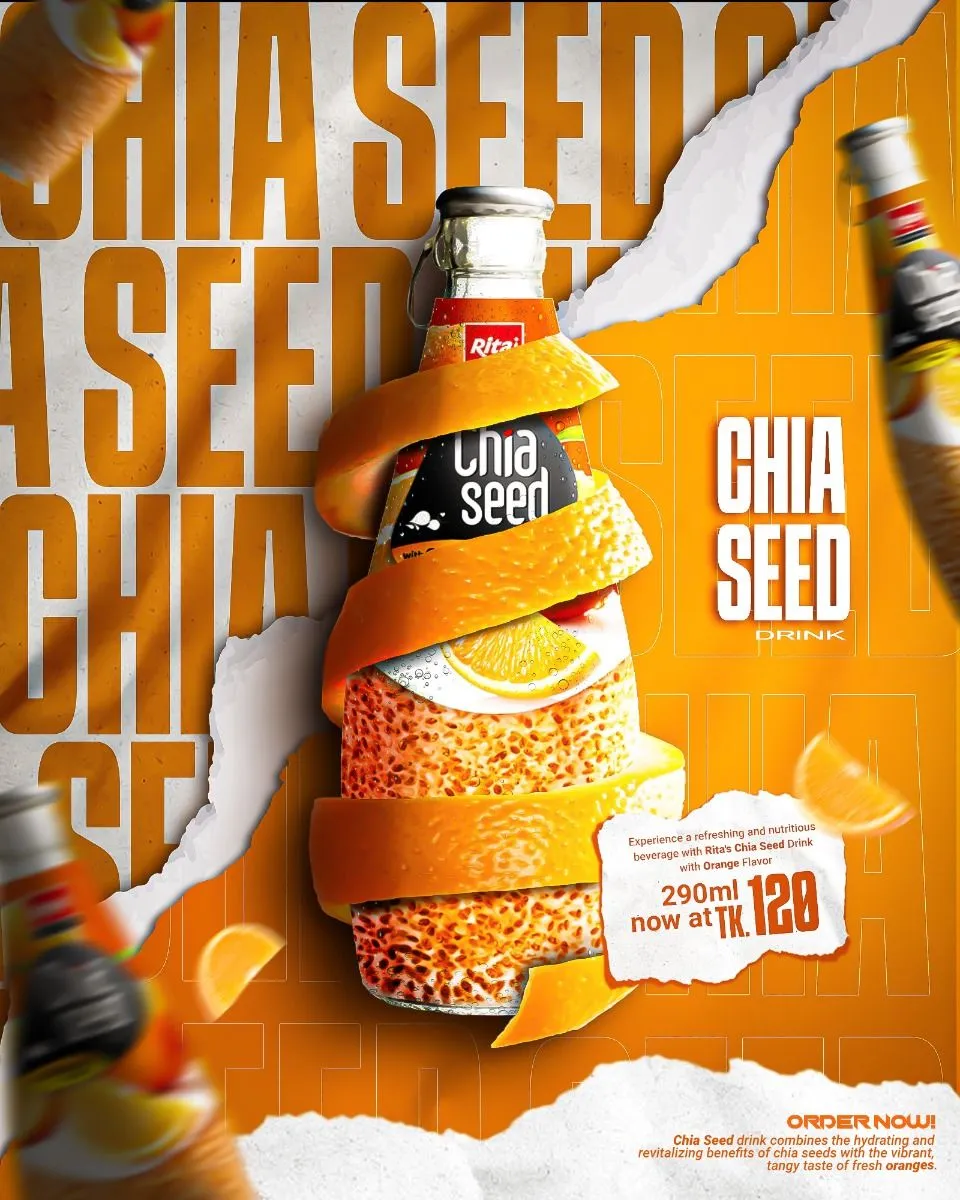 CHIA SEED
A SEED
CHIA
SE
Rita
Chia
seed
with
CHIA
SEED
DRINK
Experience a refreshing and nutritious
beverage with Rita's Chia Seed Drink
with Orange Flavor
290ml
now at TK. 120
ORDER NOW!
Chia Seed drink combines the hydrating and
revitalizing benefits of chia seeds with the vibrant,
tangy taste of fresh oranges.